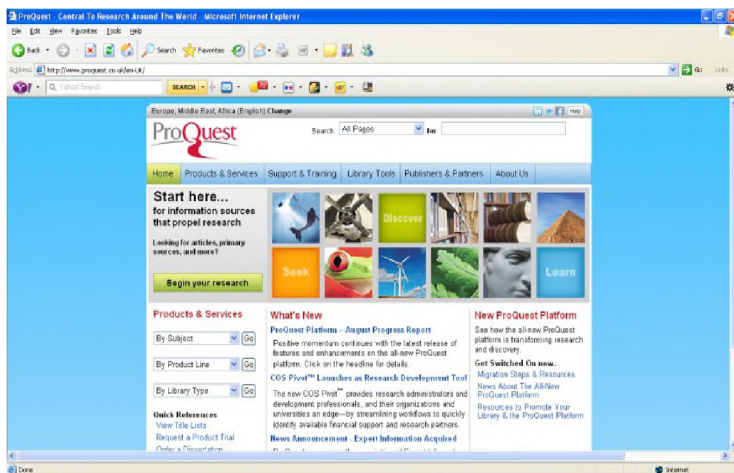 ProQuest - Central To Research Around The World - Microsoft Internet Explorer
File Edit View Favorites Tools Help
Back Search Favorites
Address http://www.proquest.co.uk/en-UK/ Go Links
Y! Yahoo! Search SEARCH
Europe, Middle East, Africa (English) Change Help
ProQuest Search All Pages for
Home Products & Services Support & Training Library Tools Publishers & Partners About Us
Start here...
for information sources
that propel research
Looking for articles, primary
sources, and more?
Begin your research
Discover
Seek
Learn
Products & Services
By Subject Go
By Product Line Go
By Library Type Go
Quick References
View Title Lists
Request a Product Trial
Order a Dissertation
What's New
ProQuest Platform – August Progress Report
Positive momentum continues with the latest release of
features and enhancements on the all-new ProQuest
platform. Click on the headline for details.
COS Pivot™ Launches as Research Development Tool
The new COS Pivot™ provides research administrators and
development professionals, and their organizations and
universities an edge—by streamlining workflows to quickly
identify available financial support and research partners.
News Announcement - Expert Information Acquired
New ProQuest Platform
See how the all-new ProQuest
platform is transforming research
and discovery.
Get Switched On now.
Migration Steps & Resources
News About The All-New
ProQuest Platform
Resources to Promote Your
Library & the ProQuest Platform
Done Internet